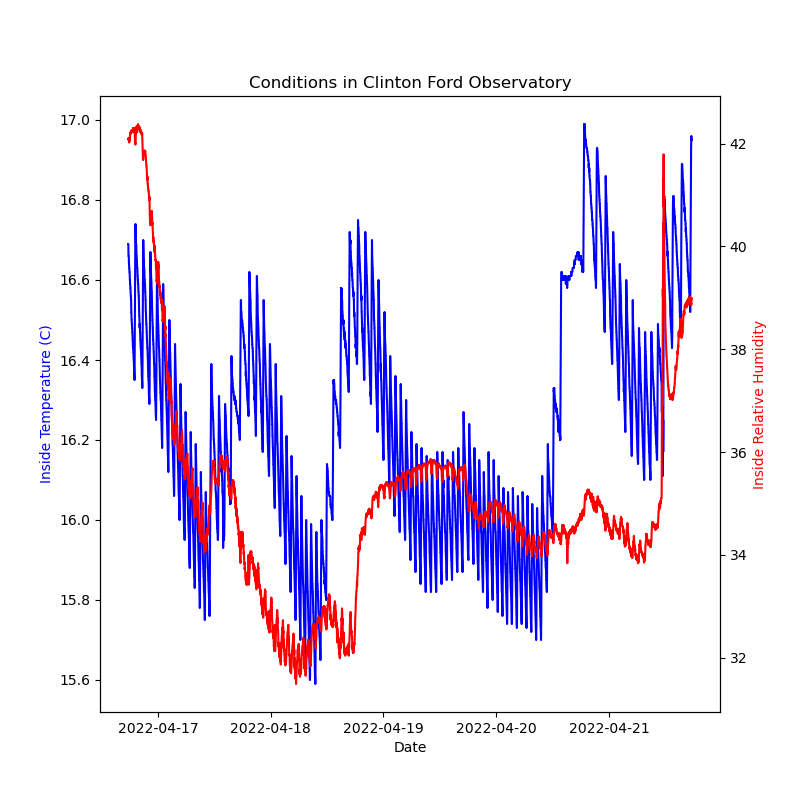 Conditions in Clinton Ford Observatory
17.0
16.8
16.6
16.4
16.2
16.0
15.8
15.6
Inside Temperature (C)
42
40
38
36
34
32
Inside Relative Humidity
2022-04-17 2022-04-18 2022-04-19 2022-04-20 2022-04-21
Date